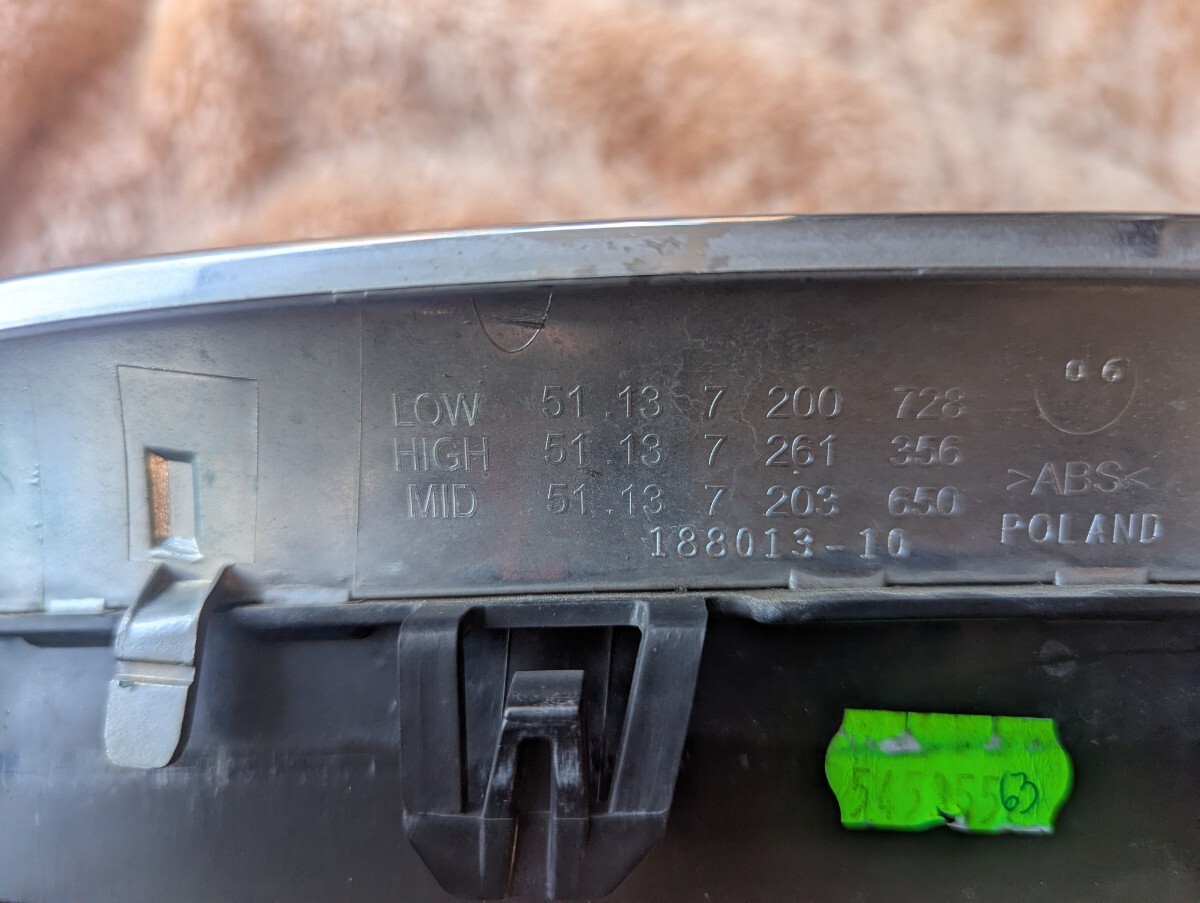 06
LOW 51.13 7 200 728
HIGH 51.13 7 261 356
MID 51.13 7 203 650
>ABS<
188013-10
POLAND
63